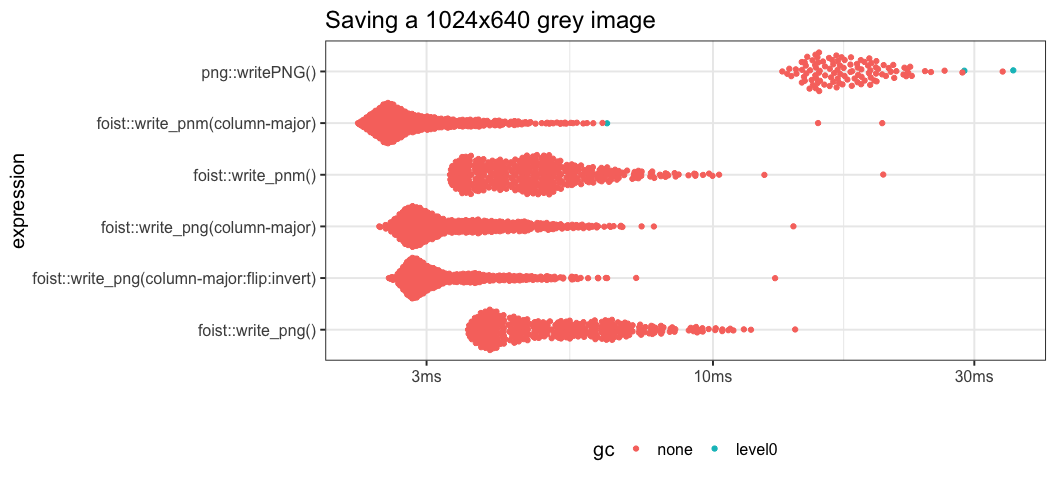 Saving a 1024x640 grey image
expression
png::writePNG()
foist::write_pnm(column-major)
foist::write_pnm()
foist::write_png(column-major)
foist::write_png(column-major:flip:invert)
foist::write_png()
3ms 10ms 30ms
gc none level0